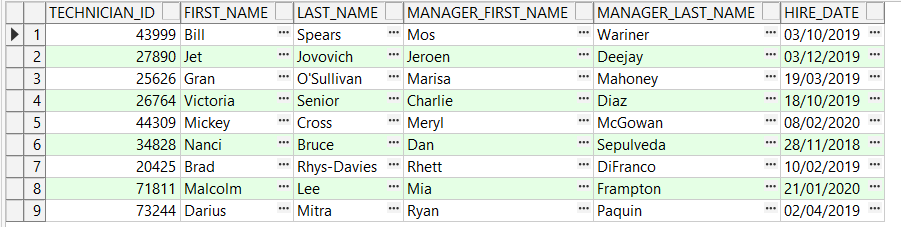 TECHNICIAN_ID FIRST_NAME LAST_NAME MANAGER_FIRST_NAME MANAGER_LAST_NAME HIRE_DATE
1 43999 Bill ... Spears ... Mos ... Wariner ... 03/10/2019 ...
2 27890 Jet ... Jovovich ... Jeroen ... Deejay ... 03/12/2019 ...
3 25626 Gran ... O'Sullivan ... Marisa ... Mahoney ... 19/03/2019 ...
4 26764 Victoria ... Senior ... Charlie ... Diaz ... 18/10/2019 ...
5 44309 Mickey ... Cross ... Meryl ... McGowan ... 08/02/2020 ...
6 34828 Nanci ... Bruce ... Dan ... Sepulveda ... 28/11/2018 ...
7 20425 Brad ... Rhys-Davies ... Rhett ... DiFranco ... 10/02/2019 ...
8 71811 Malcolm ... Lee ... Mia ... Frampton ... 21/01/2020 ...
9 73244 Darius ... Mitra ... Ryan ... Paquin ... 02/04/2019 ...